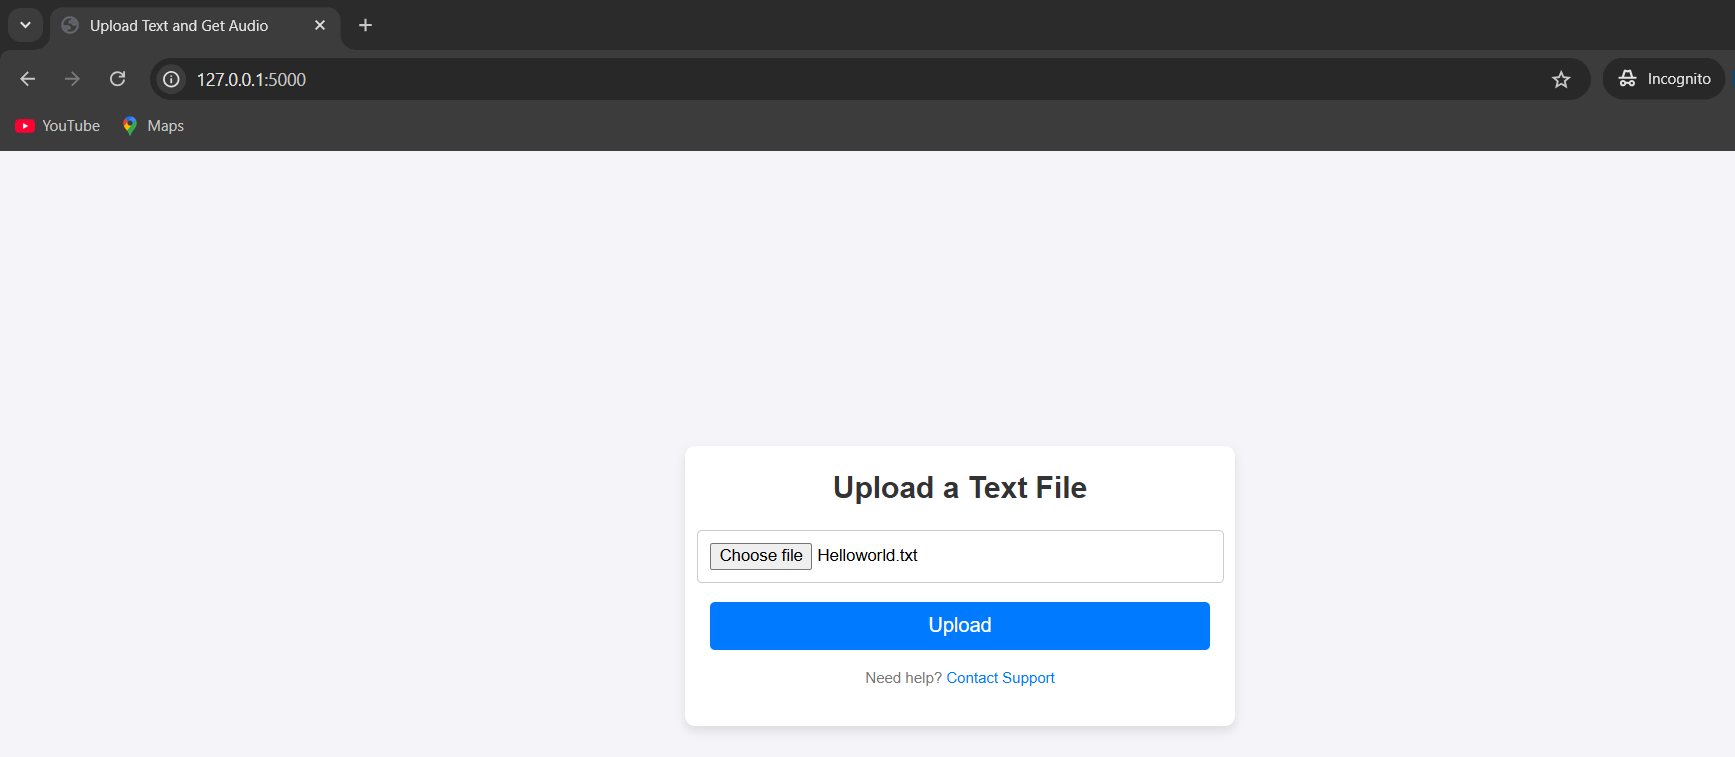 Upload Text and Get Audio
127.0.0.1:5000
Incognito
YouTube Maps
Upload a Text File
Choose file Helloworld.txt
Upload
Need help? Contact Support